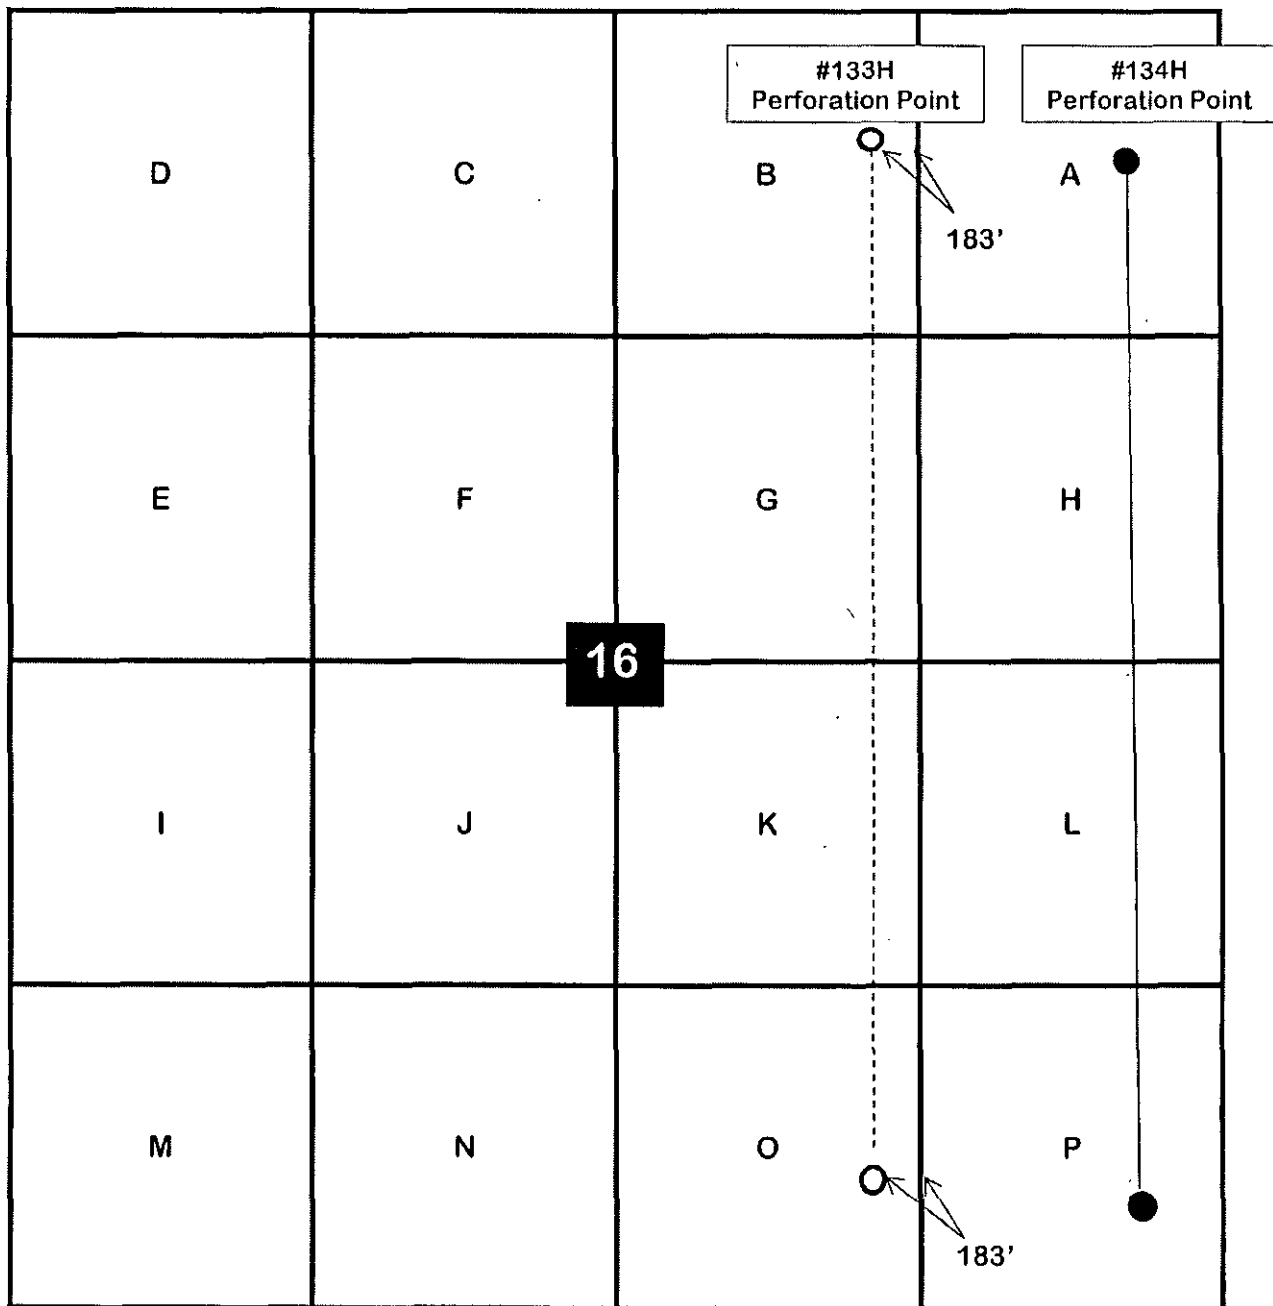 #133H
Perforation Point
#134H
Perforation Point
D
C
B
A
183’
E
F
G
H
16
I
J
K
L
M
N
O
P
183’